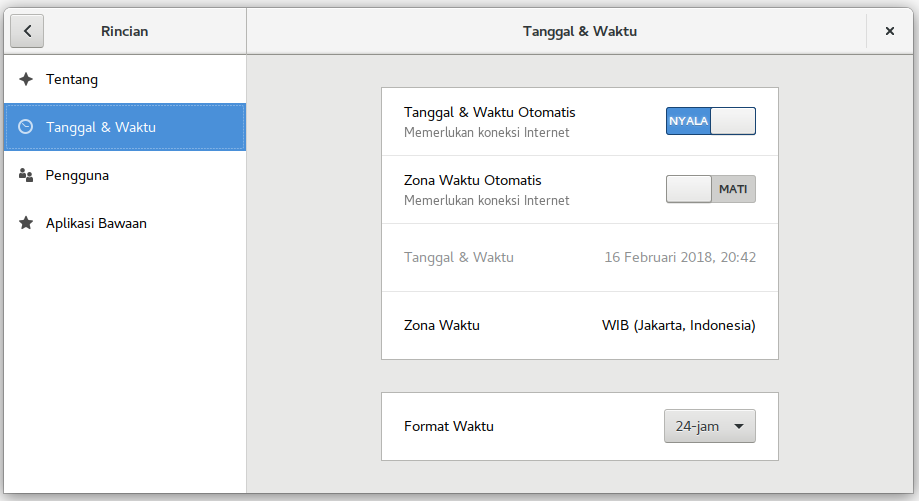 Rincian
Tanggal & Waktu
Tentang
Tanggal & Waktu
Pengguna
Aplikasi Bawaan
Tanggal & Waktu Otomatis
Memerlukan koneksi Internet
NYALA
Zona Waktu Otomatis
Memerlukan koneksi Internet
MATI
Tanggal & Waktu 16 Februari 2018, 20:42
Zona Waktu WIB (Jakarta, Indonesia)
Format Waktu 24-jam